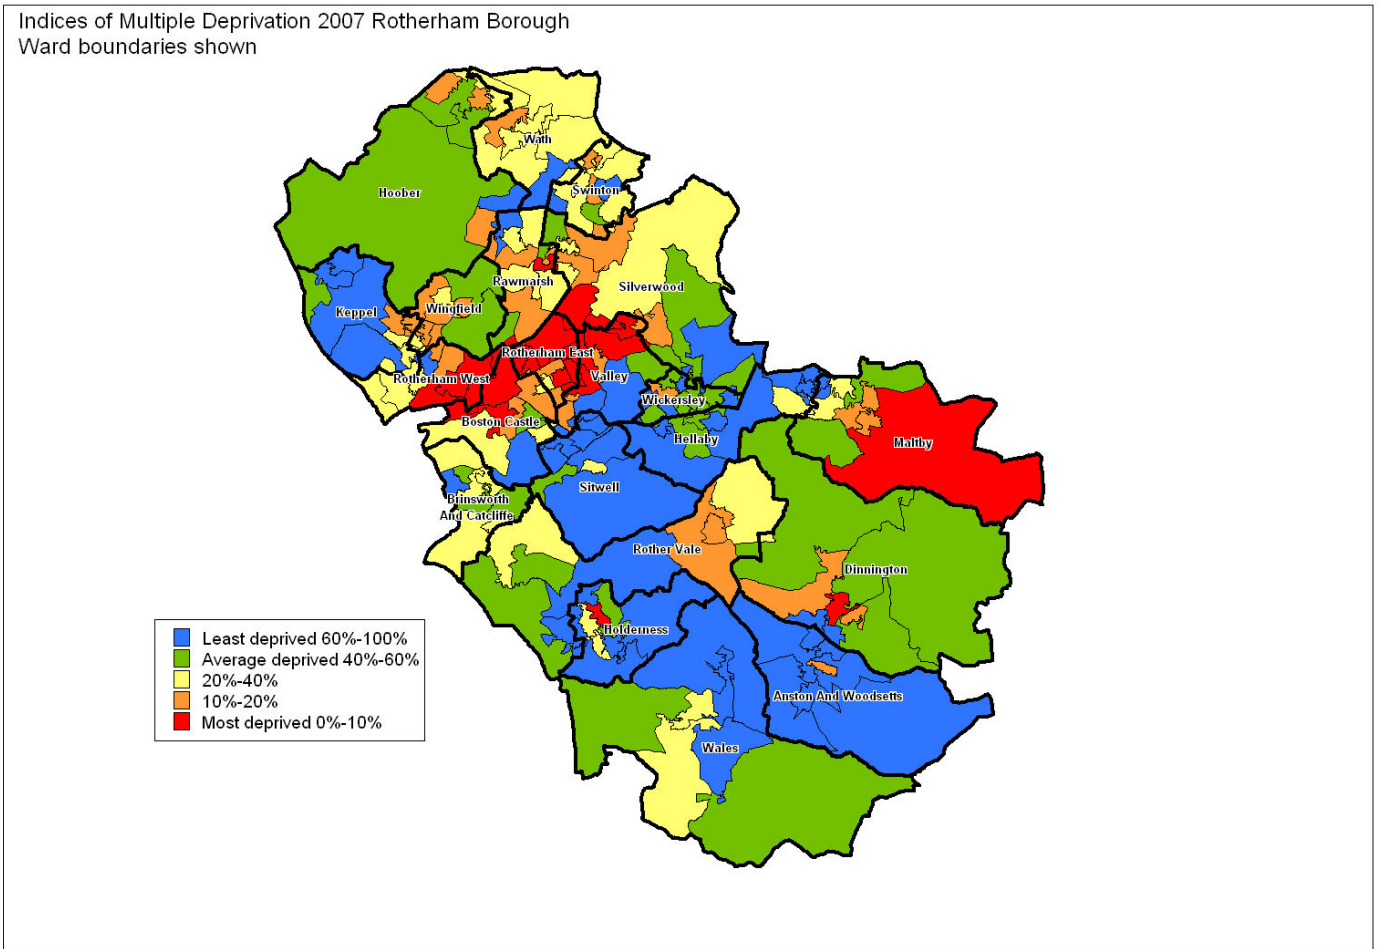 Indices of Multiple Deprivation 2007 Rotherham Borough
Ward boundaries shown
Wath
Swinton
Hoober
Rawmarsh
Silverwood
Keppel
Wingfield
Rotherham East
Rotherham West
Valley
Wickersley
Boston Castle
Hellaby
Maltby
Sitwell
Brinsworth
And Catcliffe
Rother Vale
Dinnington
Holderness
Anston And Woodsetts
Wales
Least deprived 60%-100%
Average deprived 40%-60%
20%-40%
10%-20%
Most deprived 0%-10%